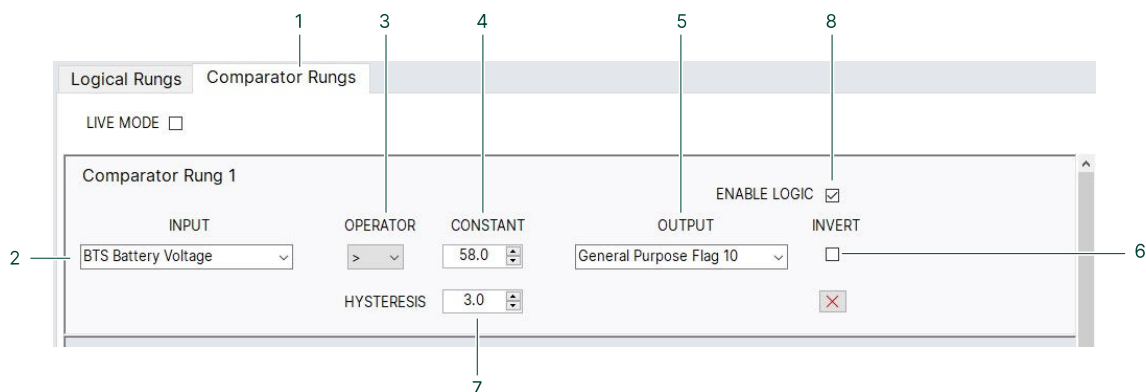 1 3 4 5 8
Logical Rungs Comparator Rungs
LIVE MODE
Comparator Rung 1
ENABLE LOGIC
INPUT OPERATOR CONSTANT OUTPUT INVERT
2 BTS Battery Voltage > 58.0 General Purpose Flag 10 6
HYSTERESIS 3.0
7